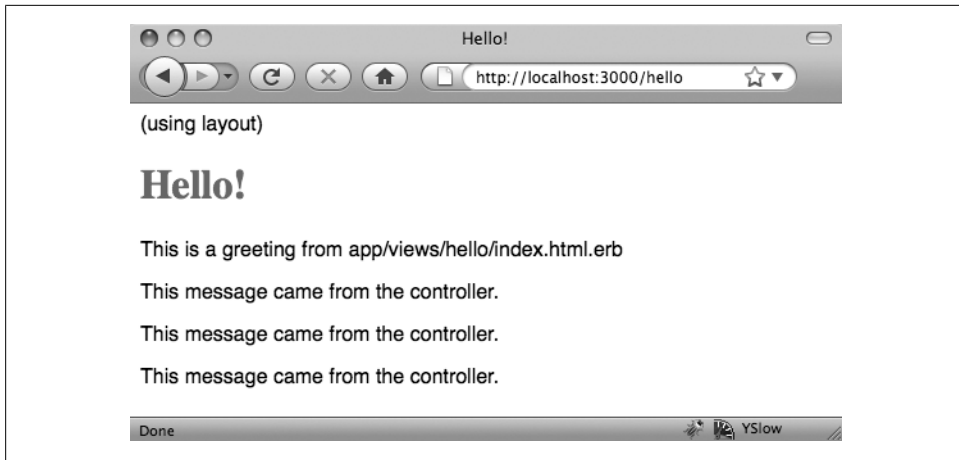 Hello!
http://localhost:3000/hello
(using layout)
Hello!
This is a greeting from app/views/hello/index.html.erb
This message came from the controller.
This message came from the controller.
This message came from the controller.
Done
YSlow